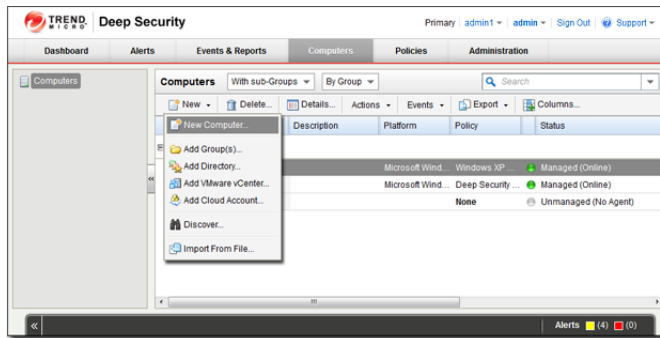 TREND MICRO Deep Security
Primary admin1 admin Sign Out Support
Dashboard Alerts Events & Reports Computers Policies Administration
Computers
Computers With sub-Groups By Group Search
New Delete... Details... Actions Events Export Columns...
Description Platform Policy Status
New Computer...
Add Group(s)...
Add Directory...
Add VMware vCenter...
Add Cloud Account...
Discover...
Import From File...
Microsoft Wind... Windows XP ... Managed (Online)
Microsoft Wind... Deep Security ... Managed (Online)
None Unmanaged (No Agent)
Alerts (4) (0)